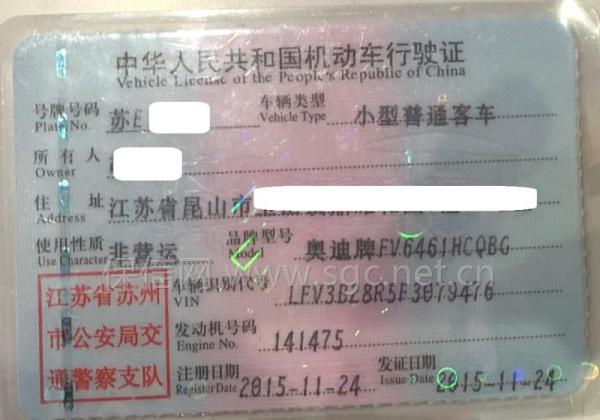 中华人民共和国机动车行驶证
Vehicle License of the People's Republic of China
号牌号码 苏E 车辆类型 小型普通客车
Plate No. Vehicle Type
所有人
Owner
住址 江苏省昆山市
Address
使用性质 非营运 品牌型号 奥迪牌FV6461HCQBG
Use Character Model
保信网 www.sgc.net.cn
江苏省苏州 车辆识别代号 LFV3B28R5F3079476
VIN
市公安局交 发动机号码 141475
Engine No.
通警察支队 注册日期 2015-11-24 发证日期 2015-11-24
Register Date Issue Date